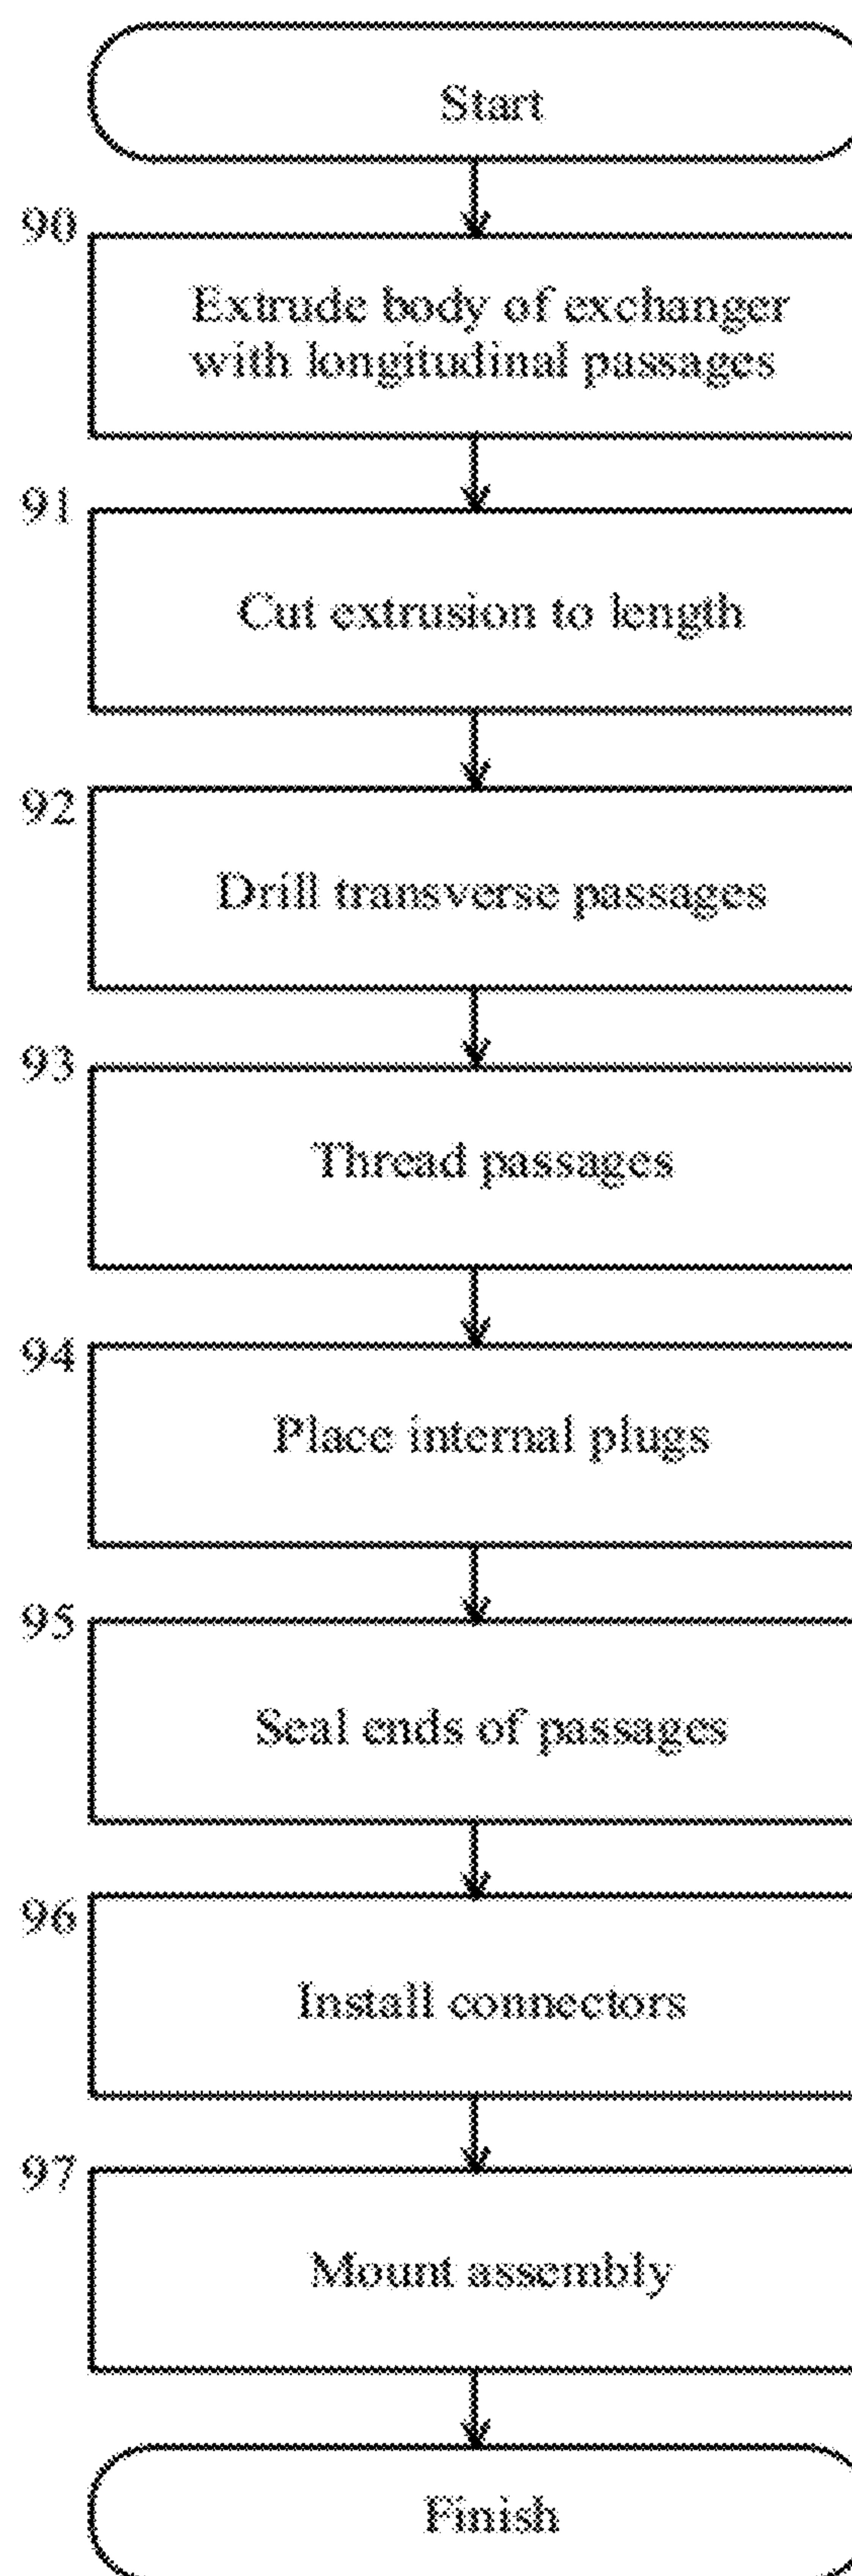 Start
90
Extrude body of exchanger
with longitudinal passages
91
Cut extrusion to length
92
Drill transverse passages
93
Thread passages
94
Place internal plugs
95
Seal ends of passages
96
Install connectors
97
Mount assembly
Finish